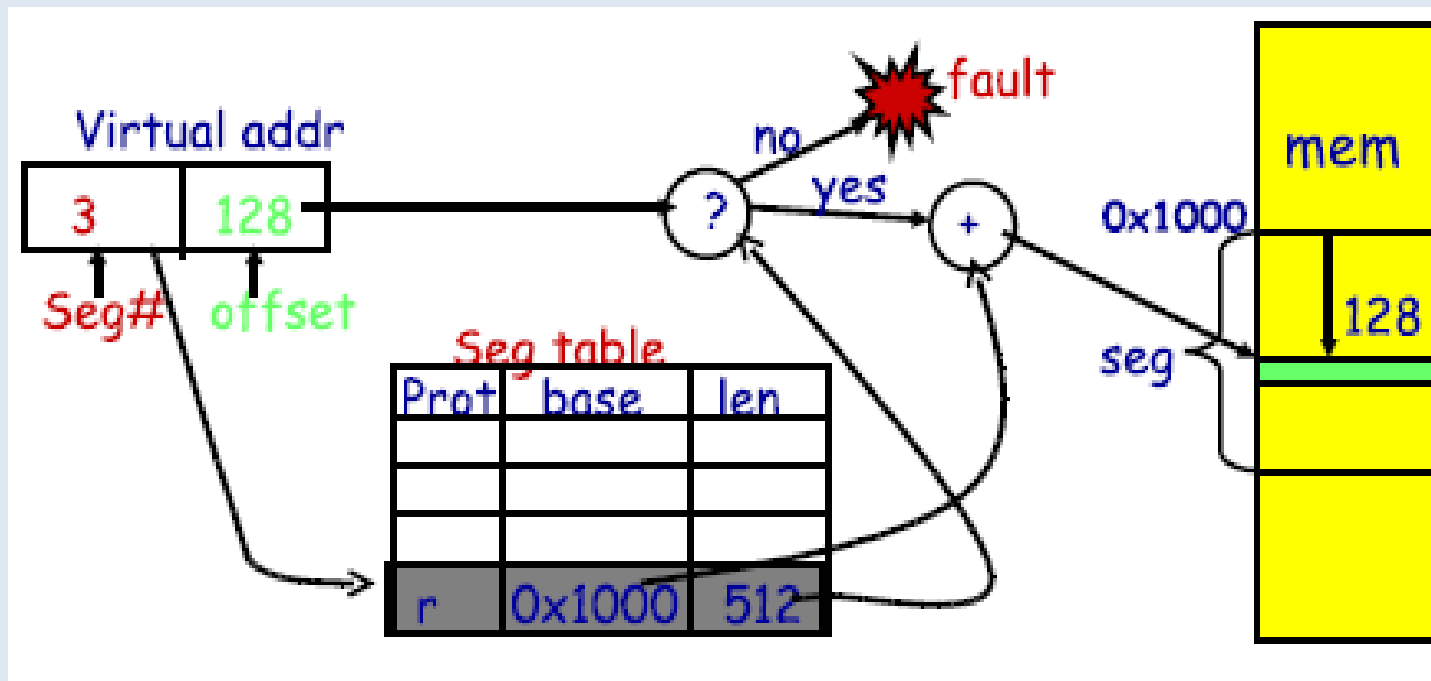 fault
Virtual addr
no
mem
yes
3 128
?
+
0x1000
Seg# offset
128
Seg table
seg
Prot base len
r 0x1000 512